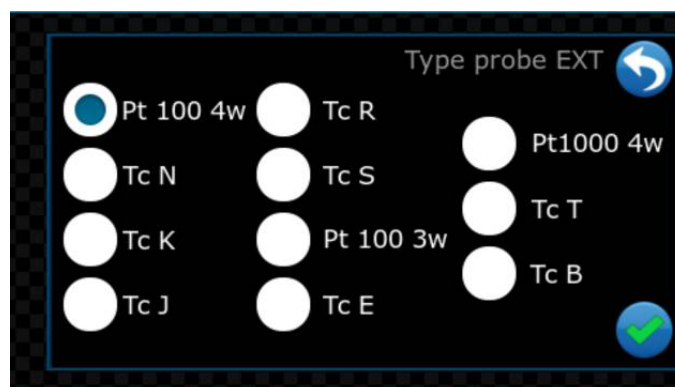 Type probe EXT
Pt 100 4w
Tc N
Tc K
Tc J
Tc R
Tc S
Pt 100 3w
Tc E
Pt1000 4w
Tc T
Tc B